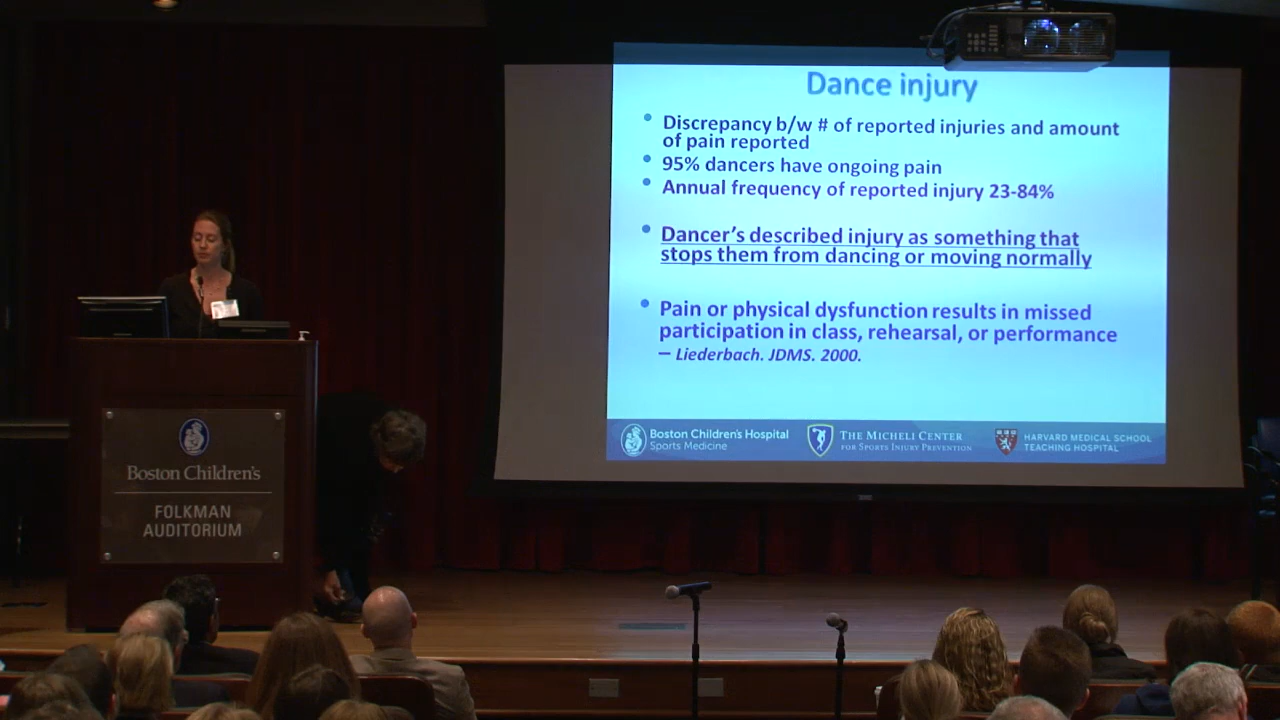 Dance injury
• Discrepancy b/w # of reported injuries and amount
of pain reported
• 95% dancers have ongoing pain
• Annual frequency of reported injury 23-84%
• Dancer's described injury as something that
stops them from dancing or moving normally
• Pain or physical dysfunction results in missed
participation in class, rehearsal, or performance
– Liederbach. JDMS. 2000.
Boston Children's Hospital
Sports Medicine
THE MICHELI CENTER
FOR SPORTS INJURY PREVENTION
HARVARD MEDICAL SCHOOL
TEACHING HOSPITAL
Boston Children's
FOLKMAN
AUDITORIUM